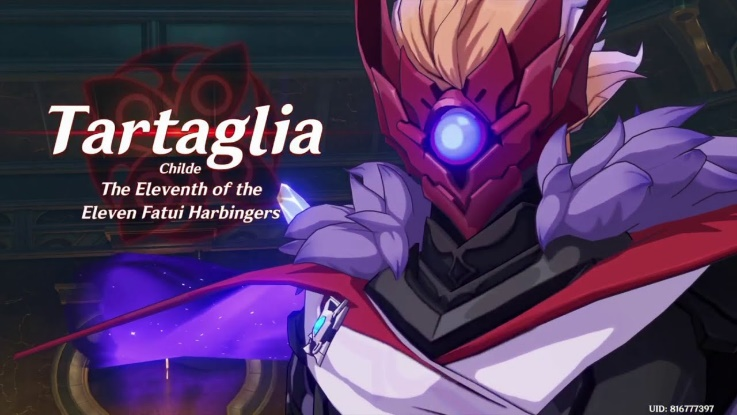 Tartaglia
Childe
The Eleventh of the
Eleven Fatui Harbingers
UID: 816777397